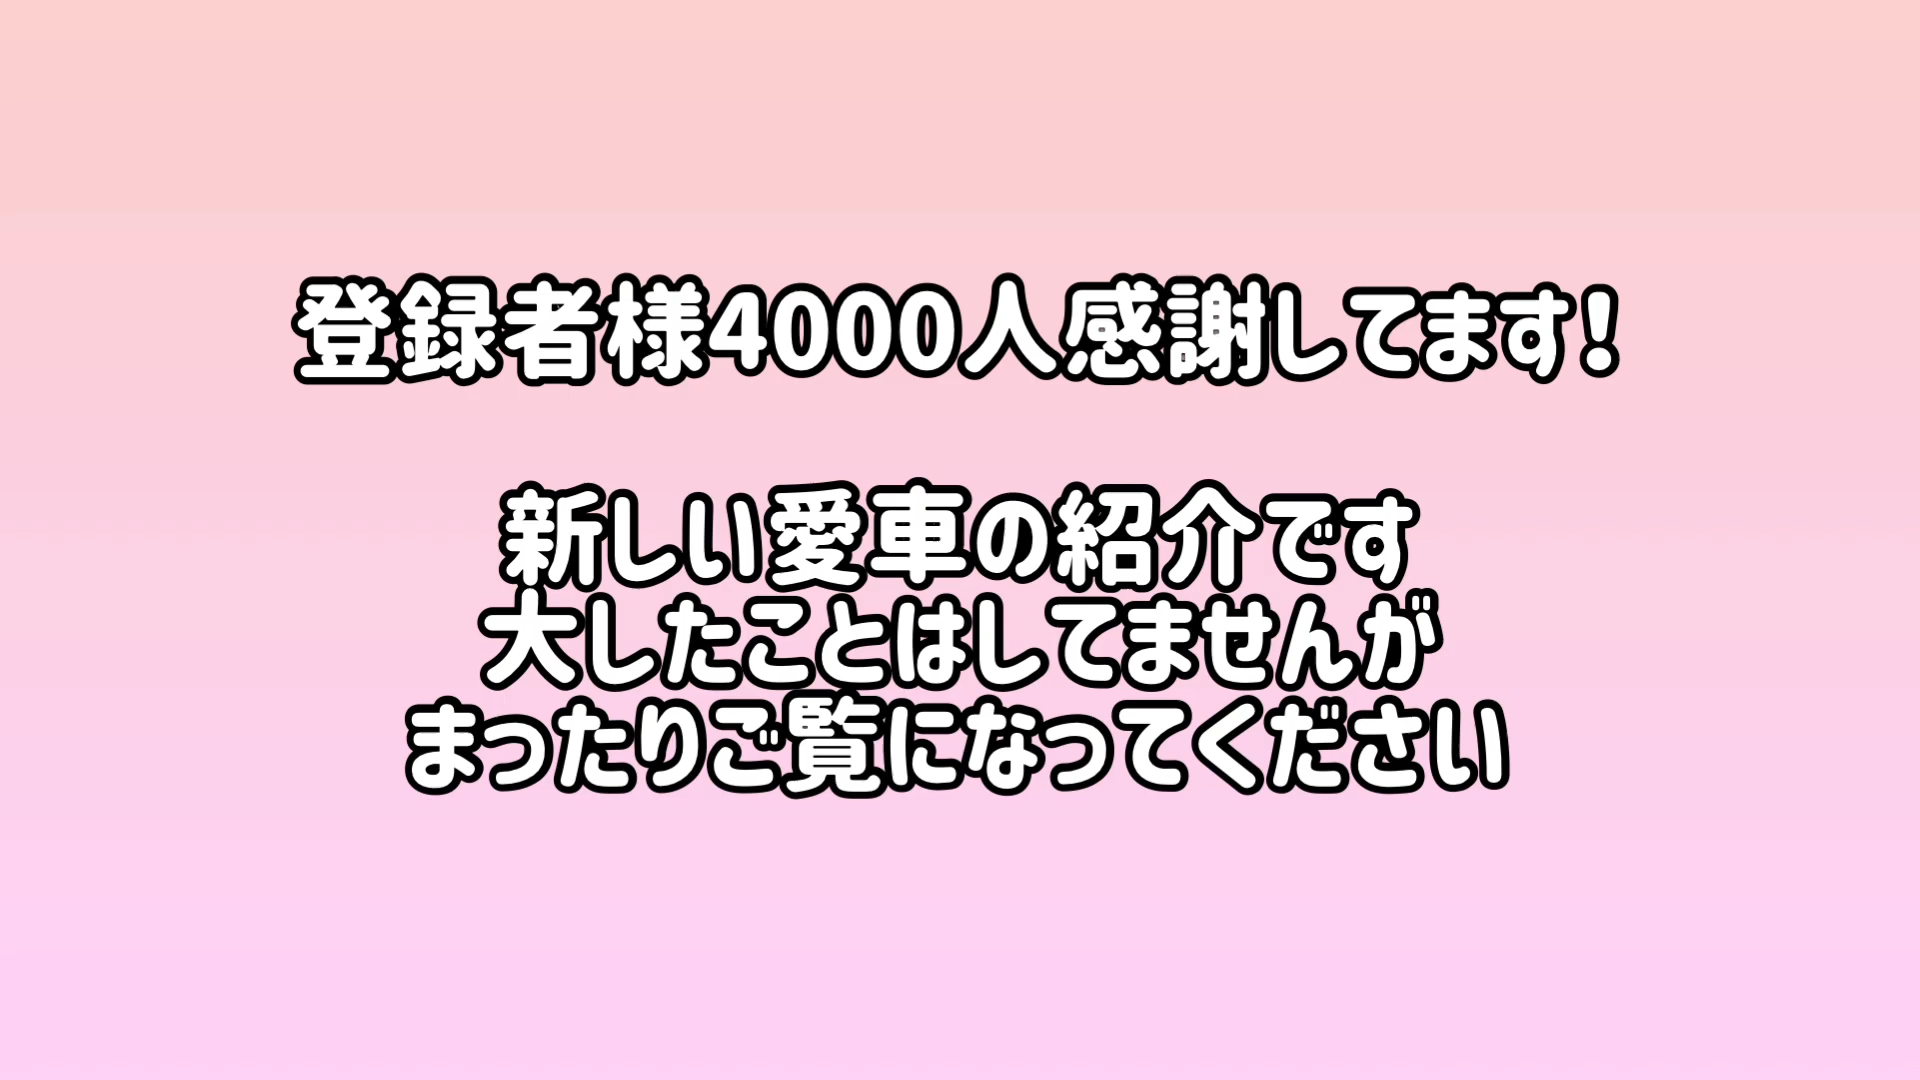 登録者様4000人感謝してます!
新しい愛車の紹介です
大したことはしてませんが
まったりご覧になってください